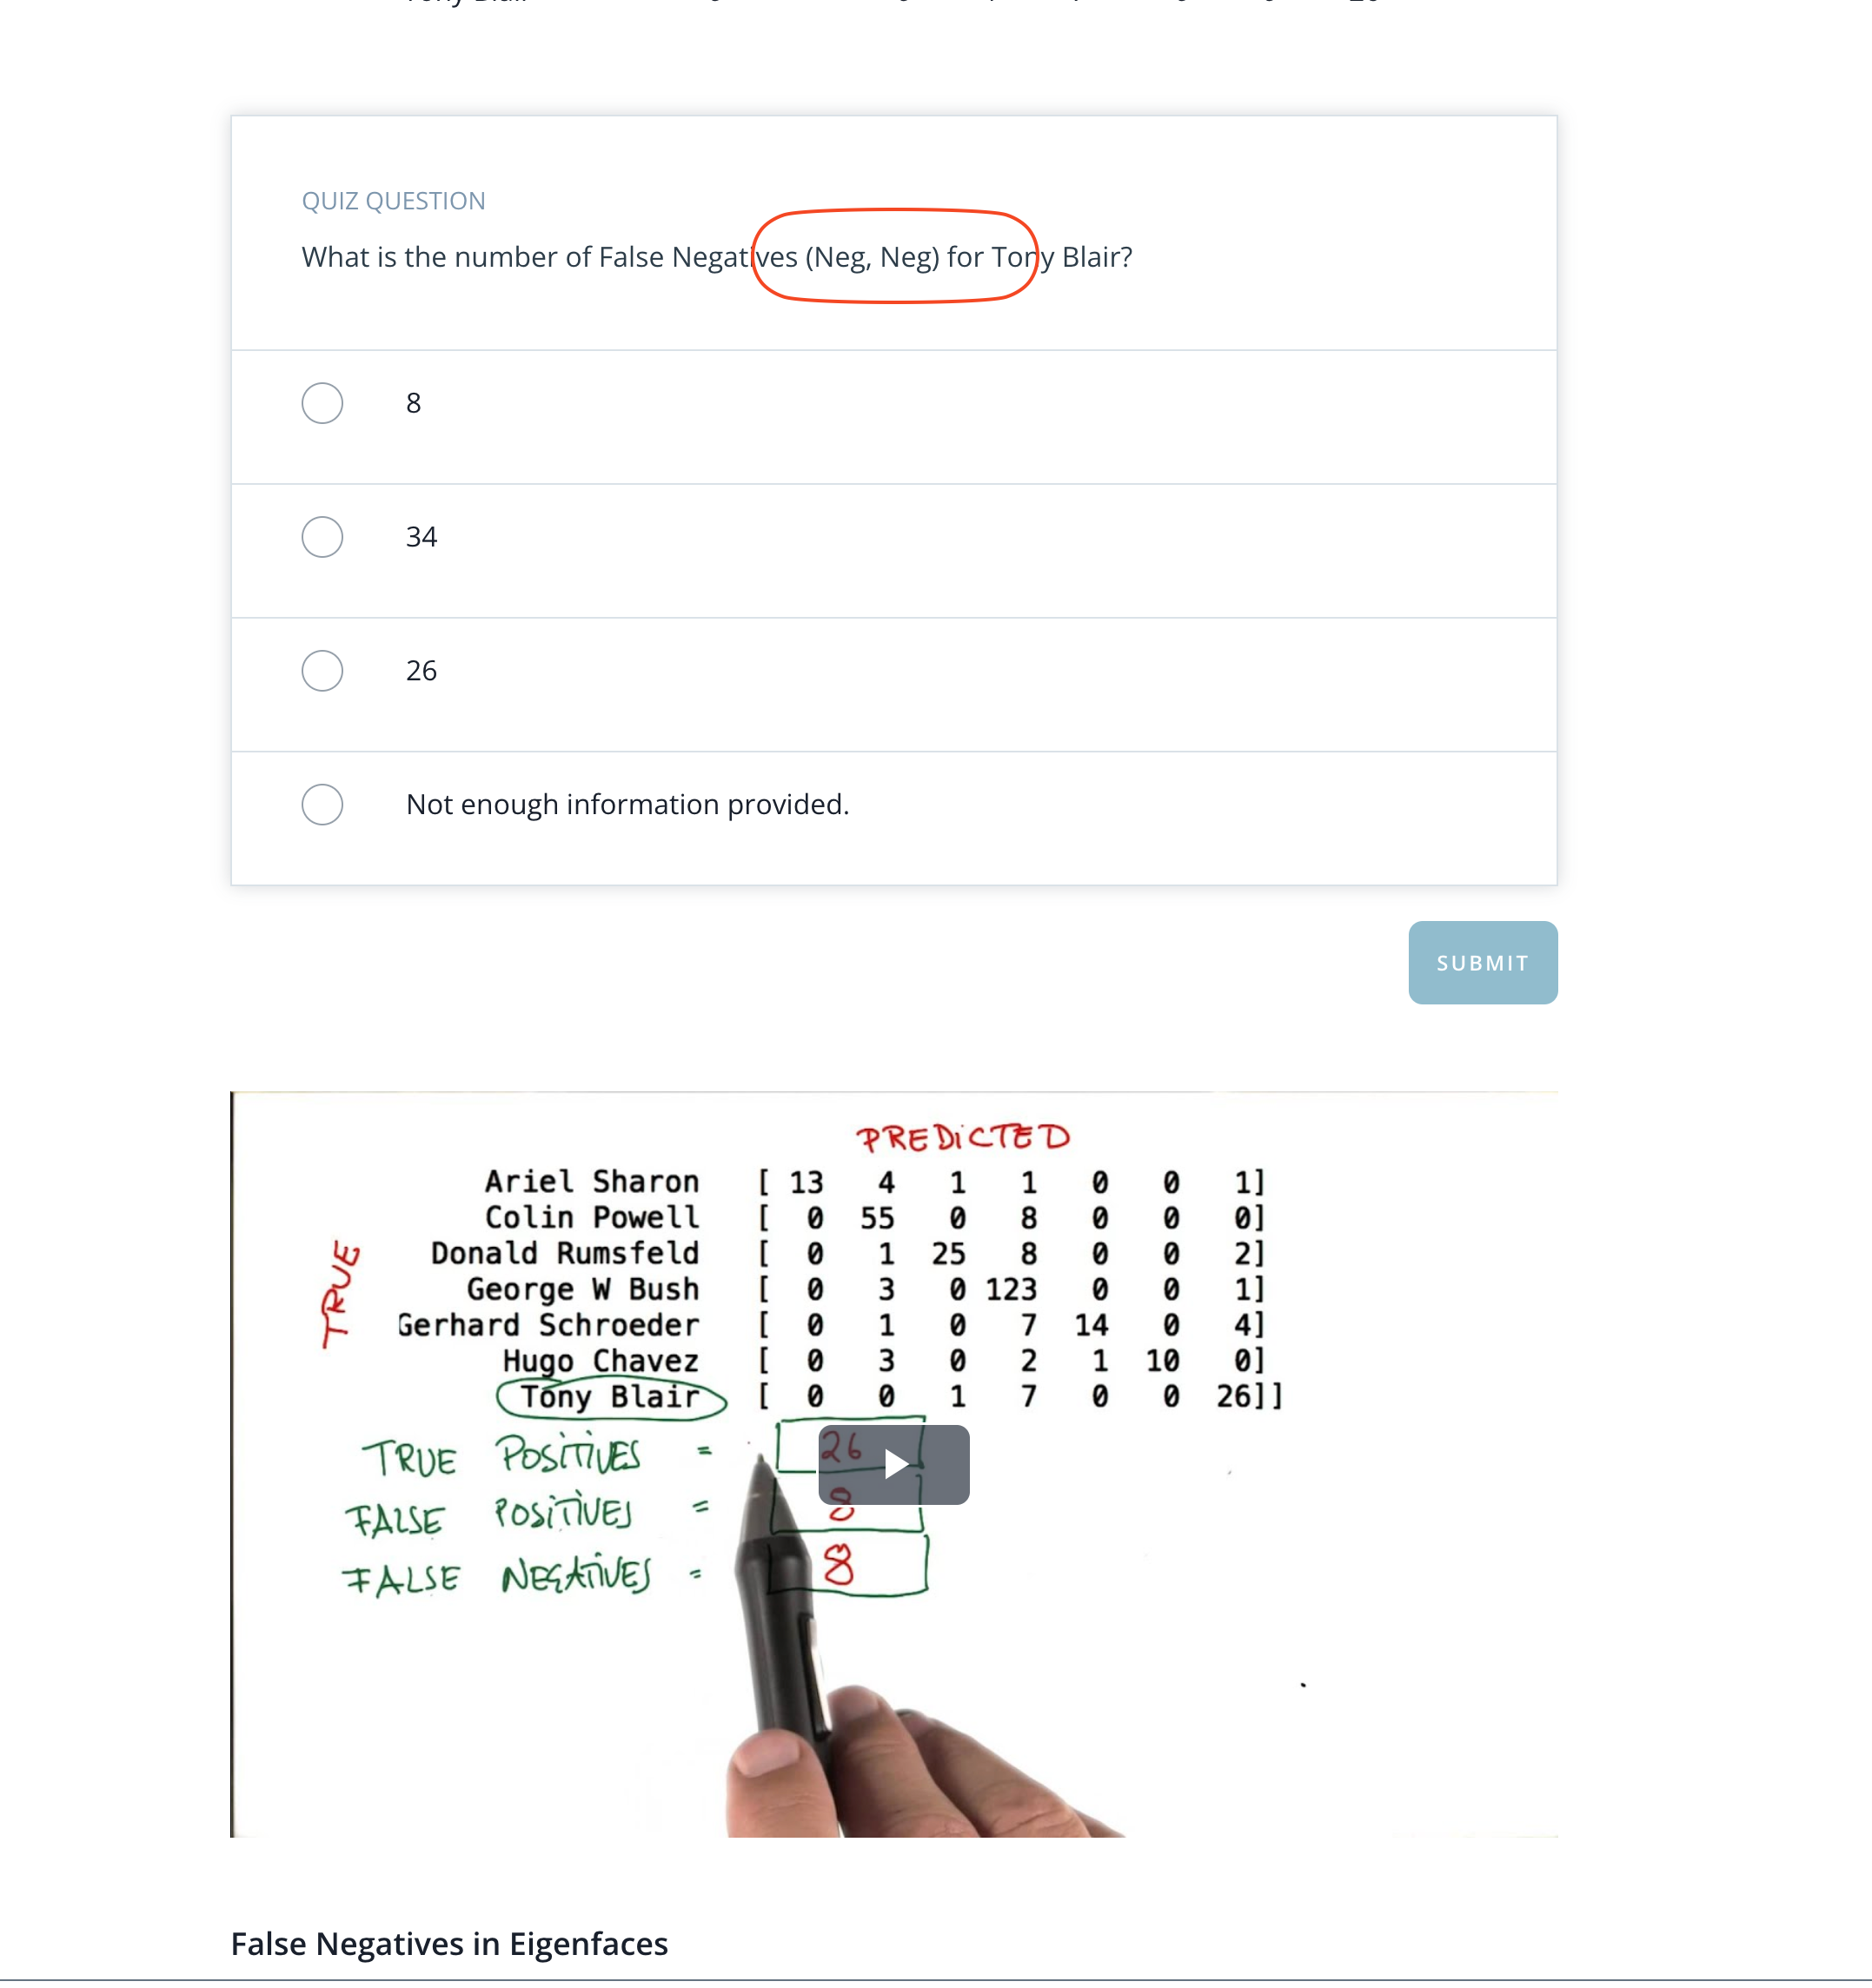 QUIZ QUESTION
What is the number of False Negatives (Neg, Neg) for Tony Blair?
8
34
26
Not enough information provided.
SUBMIT
PREDICTED
TRUE
Ariel Sharon [ 13 4 1 1 0 0 1]
Colin Powell [ 0 55 0 8 0 0 0]
Donald Rumsfeld [ 0 1 25 8 0 0 2]
George W Bush [ 0 3 0 123 0 0 1]
Gerhard Schroeder [ 0 1 0 7 14 0 4]
Hugo Chavez [ 0 3 0 2 1 10 0]
Tony Blair [ 0 0 1 7 0 0 26]]
TRUE POSITIVES = 26
FALSE POSITIVES = 8
FALSE NEGATIVES = 8
False Negatives in Eigenfaces